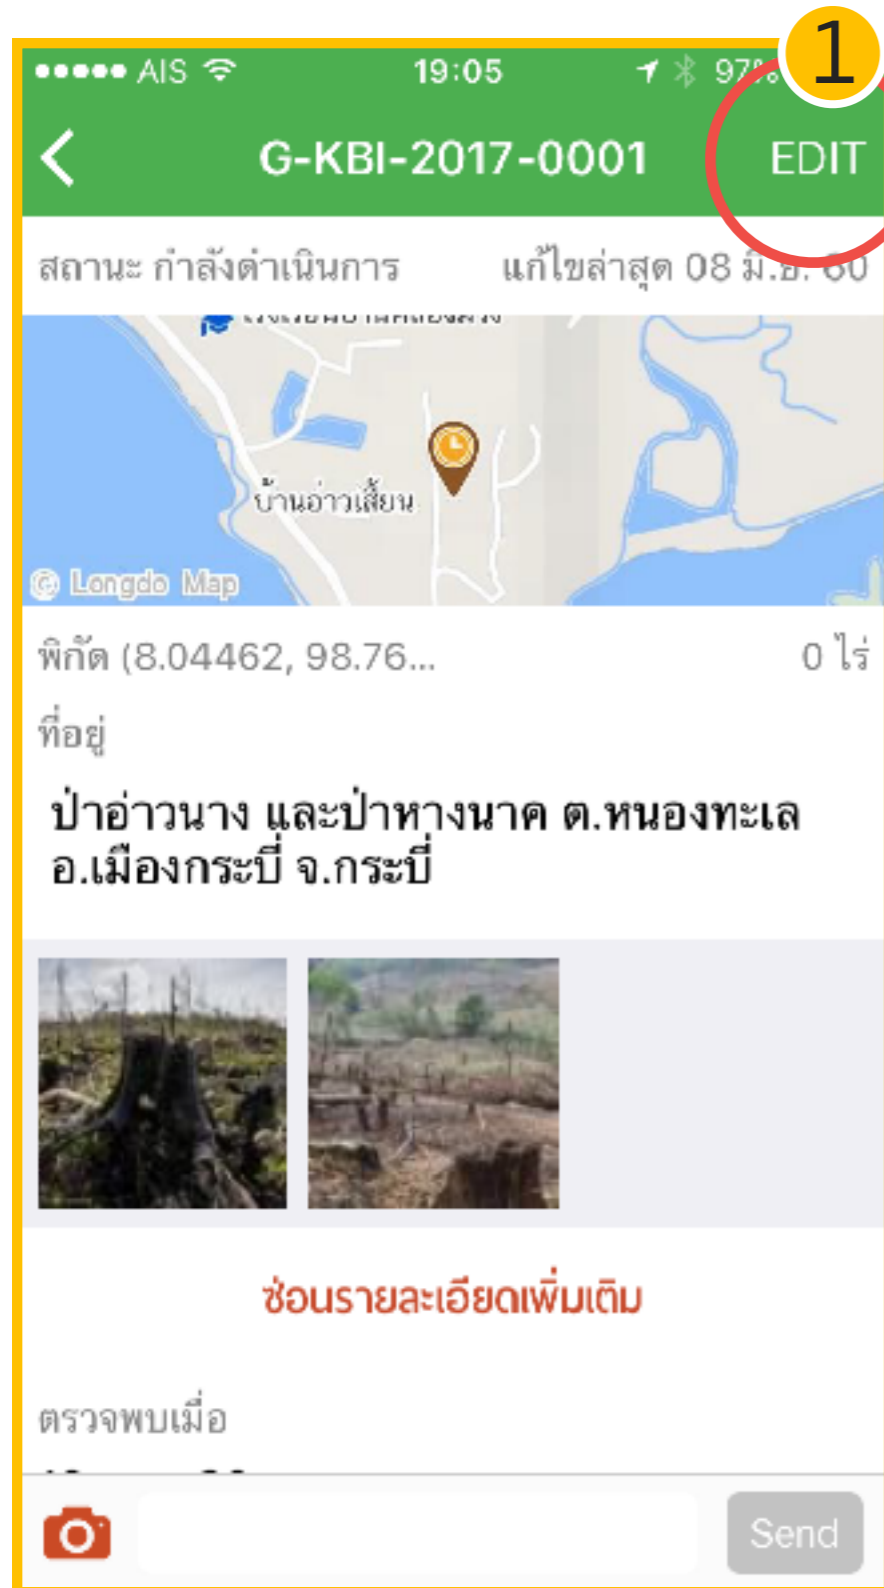 1
AIS 19:05
G-KBI-2017-0001 EDIT
สถานะ กำลังดำเนินการ แก้ไขล่าสุด 08 มิ.ย. 60
บ้านอ่าวเสี้ยน
© Longdo Map
พิกัด (8.04462, 98.76... 0 ไร่
ที่อยู่
ป่าอ่าวนาง และป่าหางนาค ต.หนองทะเล
อ.เมืองกระบี่ จ.กระบี่
ซ่อนรายละเอียดเพิ่มเติม
ตรวจพบเมื่อ
Send